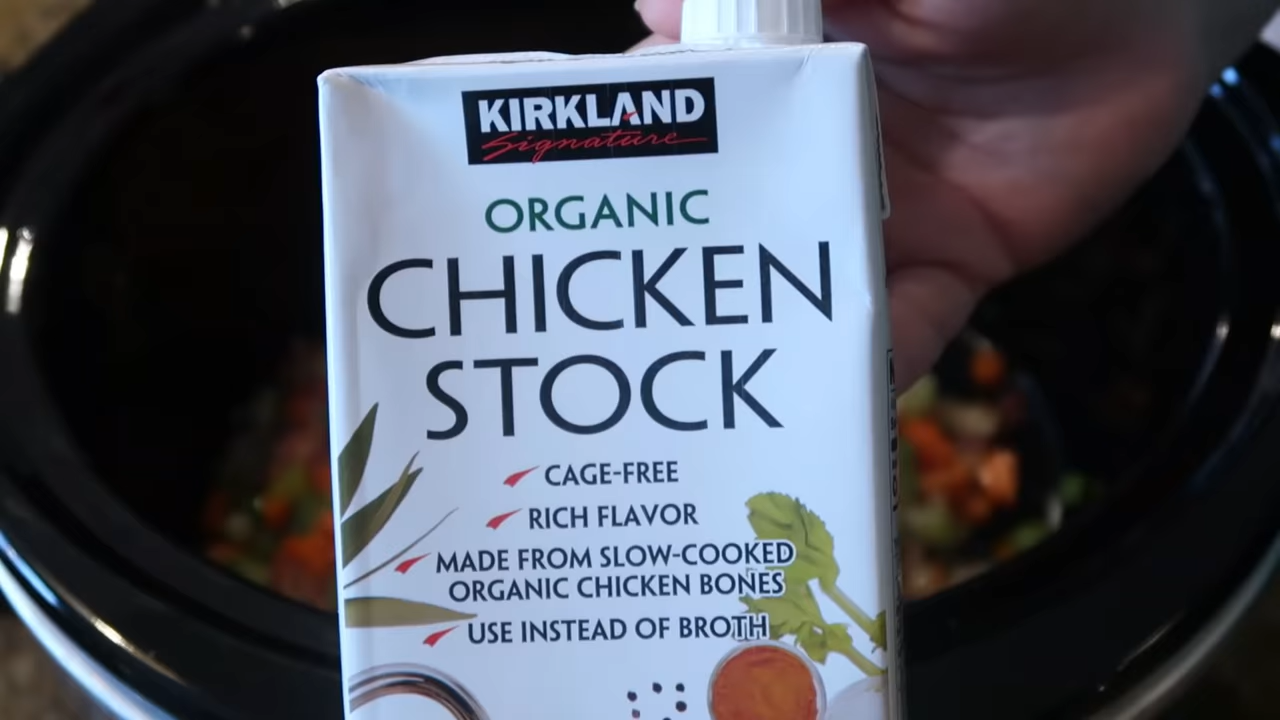 KIRKLAND
Signature
ORGANIC
CHICKEN
STOCK
CAGE-FREE
RICH FLAVOR
MADE FROM SLOW-COOKED
ORGANIC CHICKEN BONES
USE INSTEAD OF BROTH